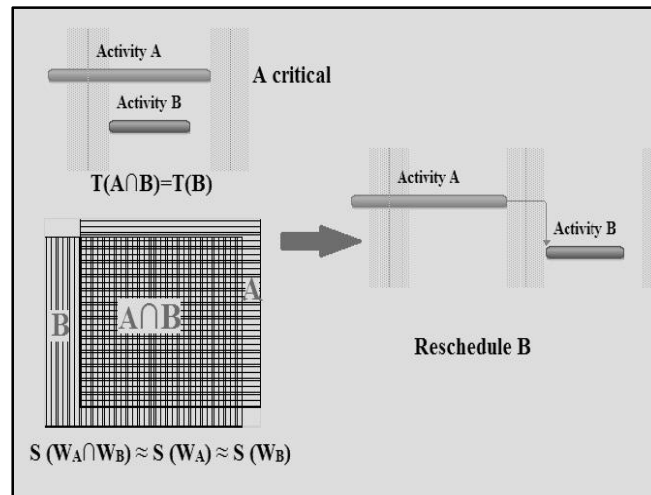 Activity A
A critical
Activity B
T(A∩B)=T(B)
B
A∩B
A
S (WA∩WB) ≈ S (WA) ≈ S (WB)
Activity A
Activity B
Reschedule B